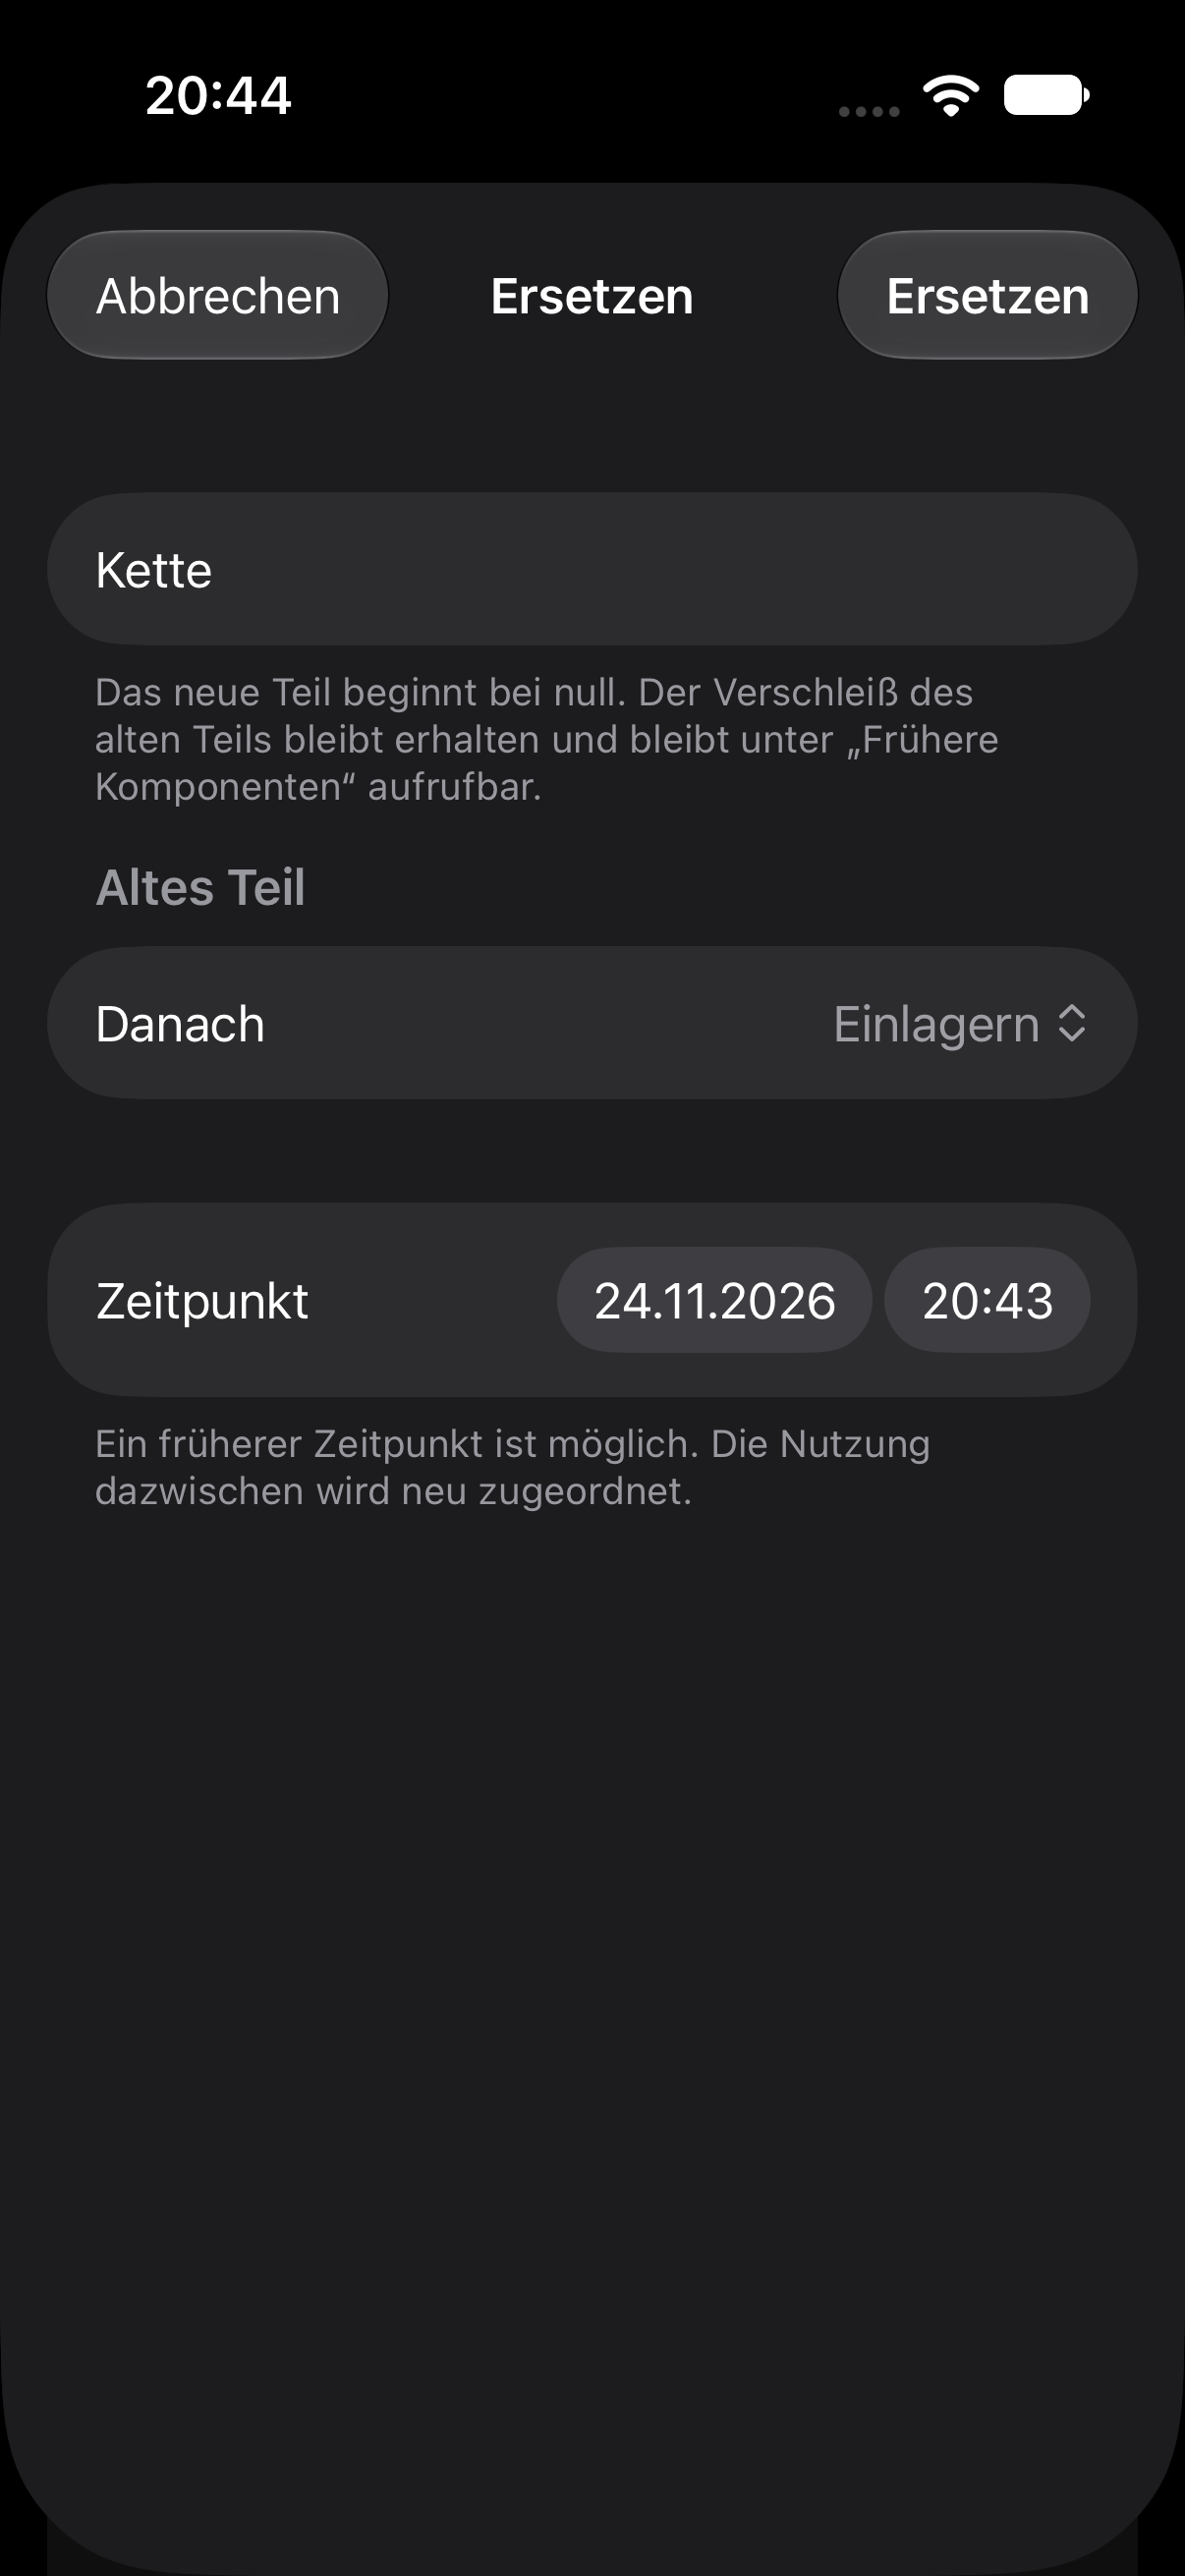 20:44
Abbrechen
Ersetzen
Ersetzen
Kette
Das neue Teil beginnt bei null. Der Verschleiß des
alten Teils bleibt erhalten und bleibt unter „Frühere
Komponenten“ aufrufbar.
Altes Teil
Danach
Einlagern
Zeitpunkt
24.11.2026
20:43
Ein früherer Zeitpunkt ist möglich. Die Nutzung
dazwischen wird neu zugeordnet.